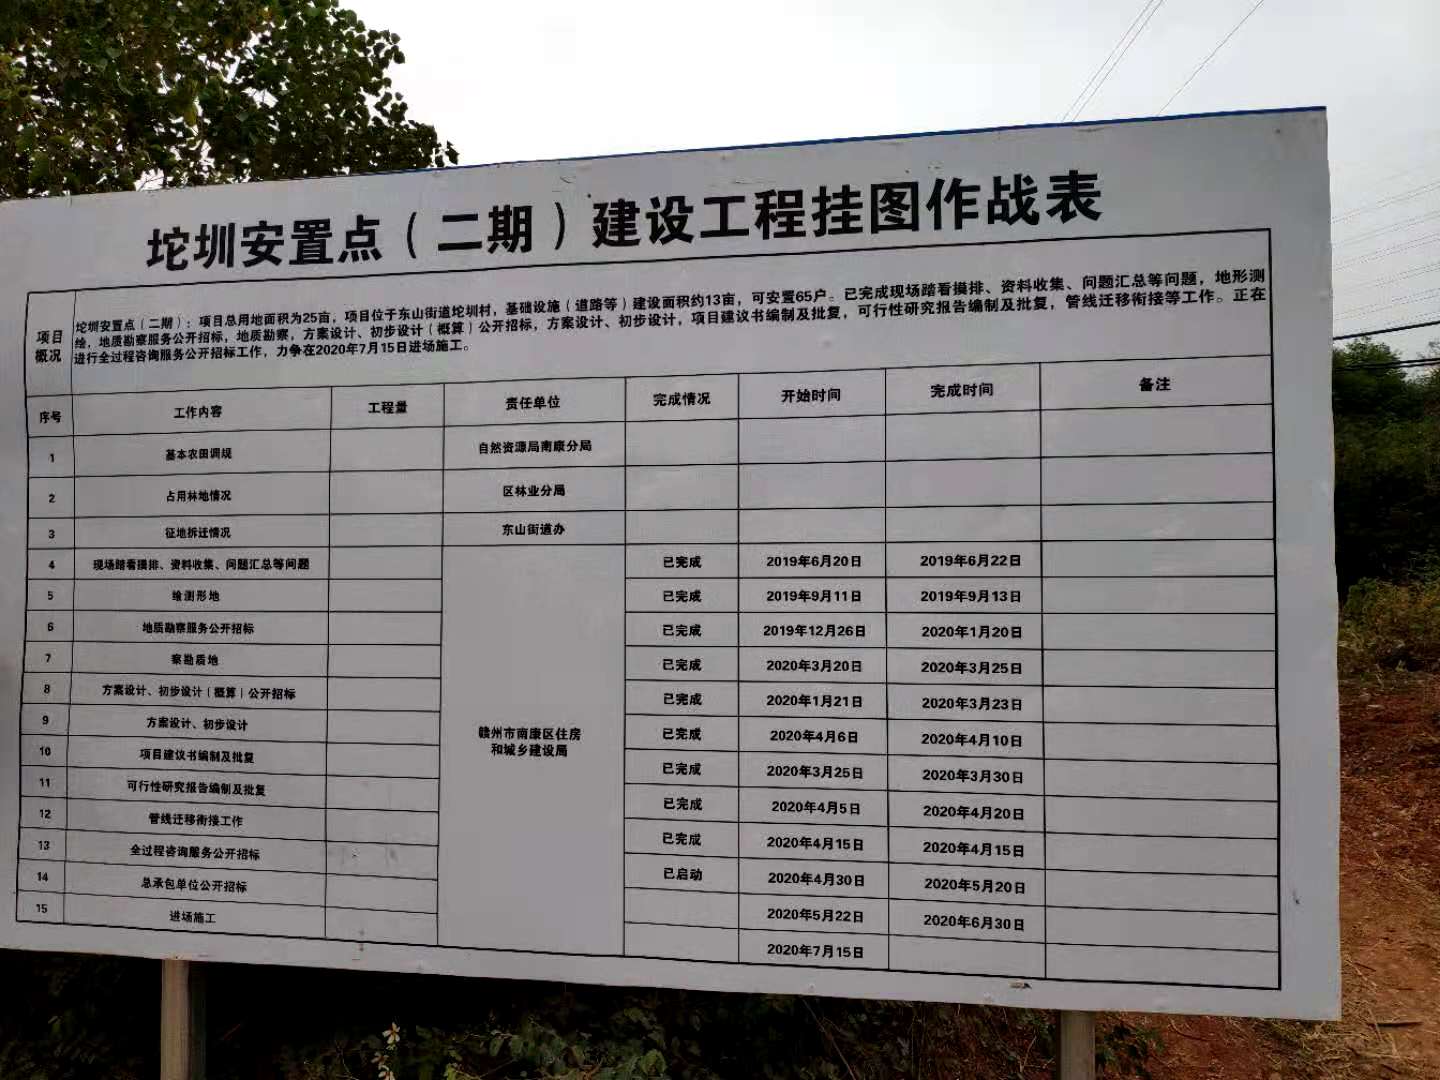 坨圳安置点（二期）建设工程挂图作战表
项目概况
坨圳安置点（二期）：项目总用地面积为25亩，项目位于东山街道坨圳村，基础设施（道路等）建设面积约13亩，可安置65户。已完成现场踏看摸排、资料收集、问题汇总等问题，地形测
绘，地质勘察服务公开招标，地质勘察，方案设计、初步设计（概算）公开招标，方案设计、初步设计，项目建议书编制及批复，可行性研究报告编制及批复，管线迁移衔接等工作。正在
进行全过程咨询服务公开招标工作，力争在2020年7月15日进场施工。
序号 工作内容 工程量 责任单位 完成情况 开始时间 完成时间 备注
1 基本农田调规 自然资源局南康分局
2 占用林地情况 区林业分局
3 征地拆迁情况 东山街道办
4 现场踏看摸排、资料收集、问题汇总等问题 已完成 2019年6月20日 2019年6月22日
5 绘测形地 已完成 2019年9月11日 2019年9月13日
6 地质勘察服务公开招标 已完成 2019年12月26日 2020年1月20日
7 察勘质地 已完成 2020年3月20日 2020年3月25日
8 方案设计、初步设计（概算）公开招标 已完成 2020年1月21日 2020年3月23日
9 方案设计、初步设计 已完成 2020年4月6日 2020年4月10日
赣州市南康区住房
和城乡建设局
10 项目建议书编制及批复 已完成 2020年3月25日 2020年3月30日
11 可行性研究报告编制及批复 已完成 2020年4月5日 2020年4月20日
12 管线迁移衔接工作 已完成 2020年4月15日 2020年4月15日
13 全过程咨询服务公开招标 已启动 2020年4月30日 2020年5月20日
14 总承包单位公开招标 2020年5月22日 2020年6月30日
15 进场施工 2020年7月15日